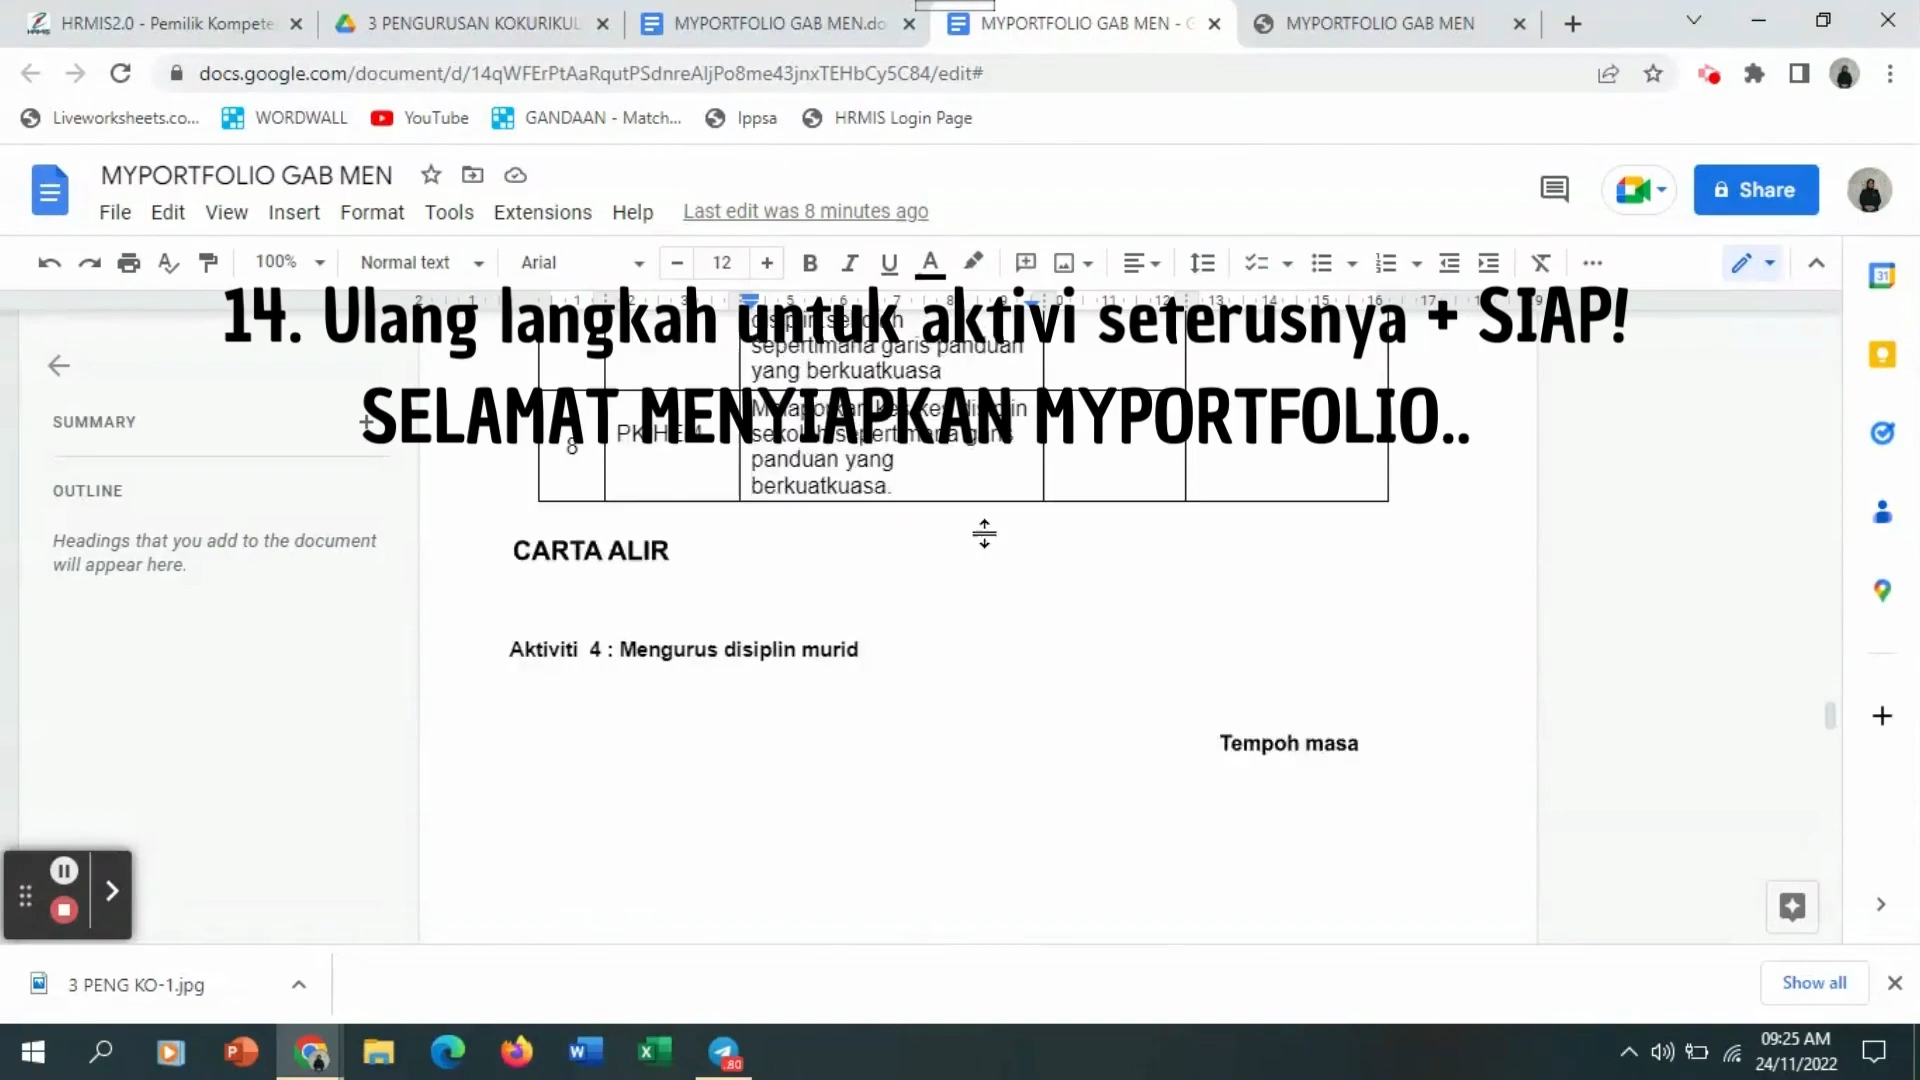 HRMIS2.0 - Pemilik Kompete
3 PENGURUSAN KOKURIKUL
MYPORTFOLIO GAB MEN.do
MYPORTFOLIO GAB MEN - G
MYPORTFOLIO GAB MEN
docs.google.com/document/d/14qWFErPtAaRqutPSdnreAljPo8me43jnxTEHbCy5C84/edit#
Liveworksheets.co...
WORDWALL
YouTube
GANDAAN - Match...
Ippsa
HRMIS Login Page
MYPORTFOLIO GAB MEN
Share
File Edit View Insert Format Tools Extensions Help
Last edit was 8 minutes ago
100%
Normal text
Arial
12
14. Ulang langkah untuk aktivi seterusnya + SIAP!
SELAMAT MENYIAPKAN MYPORTFOLIO..
sepertimana garis panduan
yang berkuatkuasa
8
panduan yang
berkuatkuasa.
SUMMARY
OUTLINE
Headings that you add to the document
will appear here.
CARTA ALIR
Aktiviti 4 : Mengurus disiplin murid
Tempoh masa
3 PENG KO-1.jpg
Show all
09:25 AM
24/11/2022